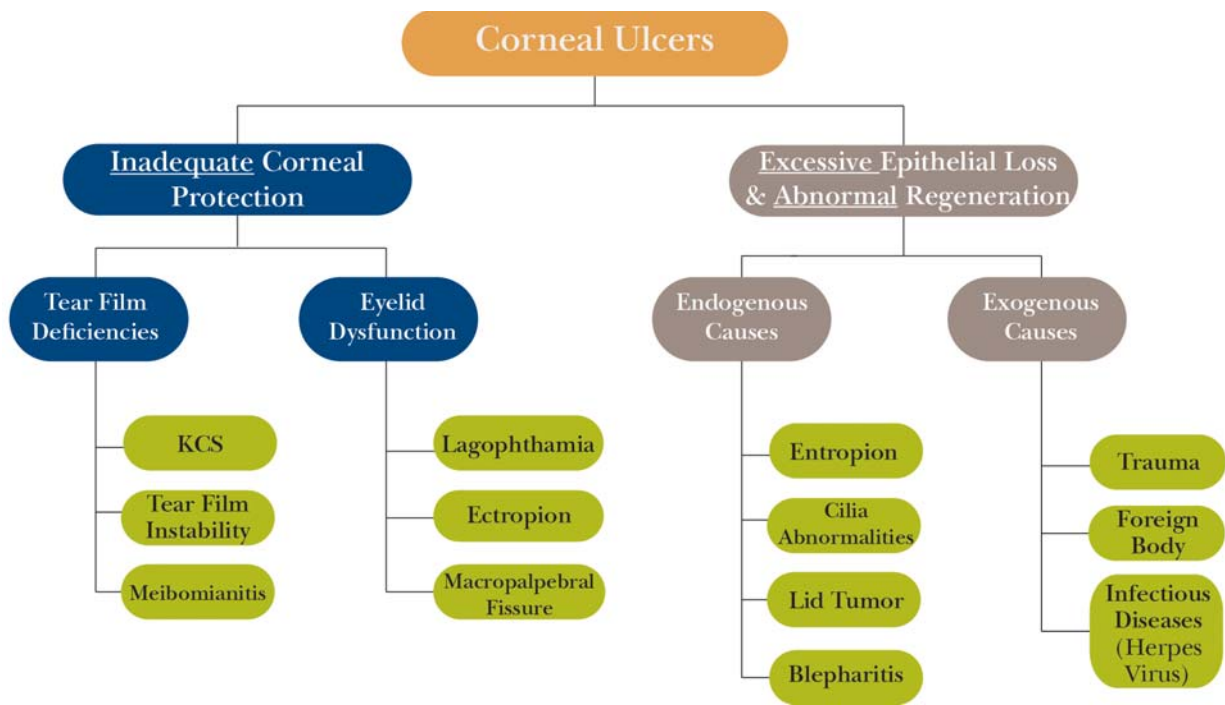 Corneal Ulcers
Inadequate Corneal
Protection
Excessive Epithelial Loss
& Abnormal Regeneration
Tear Film
Deficiencies
Eyelid
Dysfunction
Endogenous
Causes
Exogenous
Causes
KCS
Tear Film
Instability
Meibomianitis
Lagophthamia
Ectropion
Macropalpebral
Fissure
Entropion
Cilia
Abnormalities
Lid Tumor
Blepharitis
Trauma
Foreign
Body
Infectious
Diseases
(Herpes
Virus)